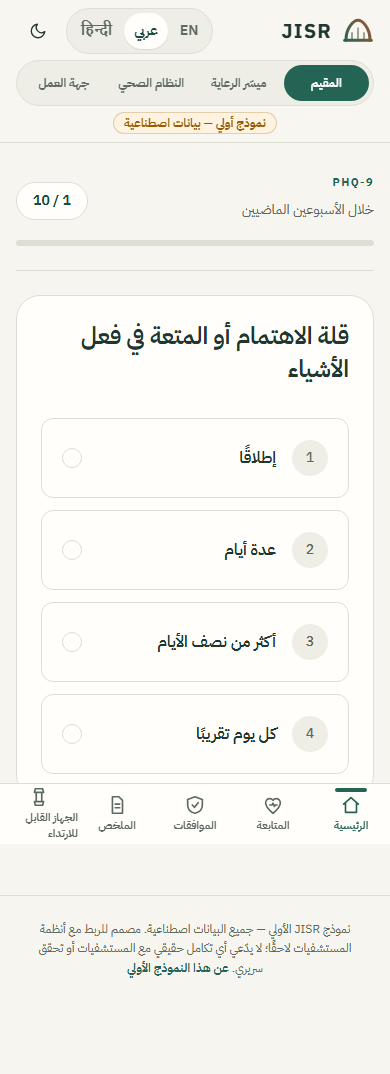 JISR
EN
عربي
हिन्दी
المقيم
ميسّر الرعاية
النظام الصحي
جهة العمل
نموذج أولي — بيانات اصطناعية
PHQ-9
خلال الأسبوعين الماضيين
10 / 1
قلة الاهتمام أو المتعة في فعل
الأشياء
1 إطلاقًا
2 عدة أيام
3 أكثر من نصف الأيام
4 كل يوم تقريبًا
الرئيسية
المتابعة
الموافقات
الملخص
الجهاز القابل
للارتداء
نموذج JISR الأولي — جميع البيانات اصطناعية. مصمم للربط مع أنظمة
المستشفيات لاحقًا؛ لا يدّعي أي تكامل حقيقي مع المستشفيات أو تحقق
سريري. عن هذا النموذج الأولي